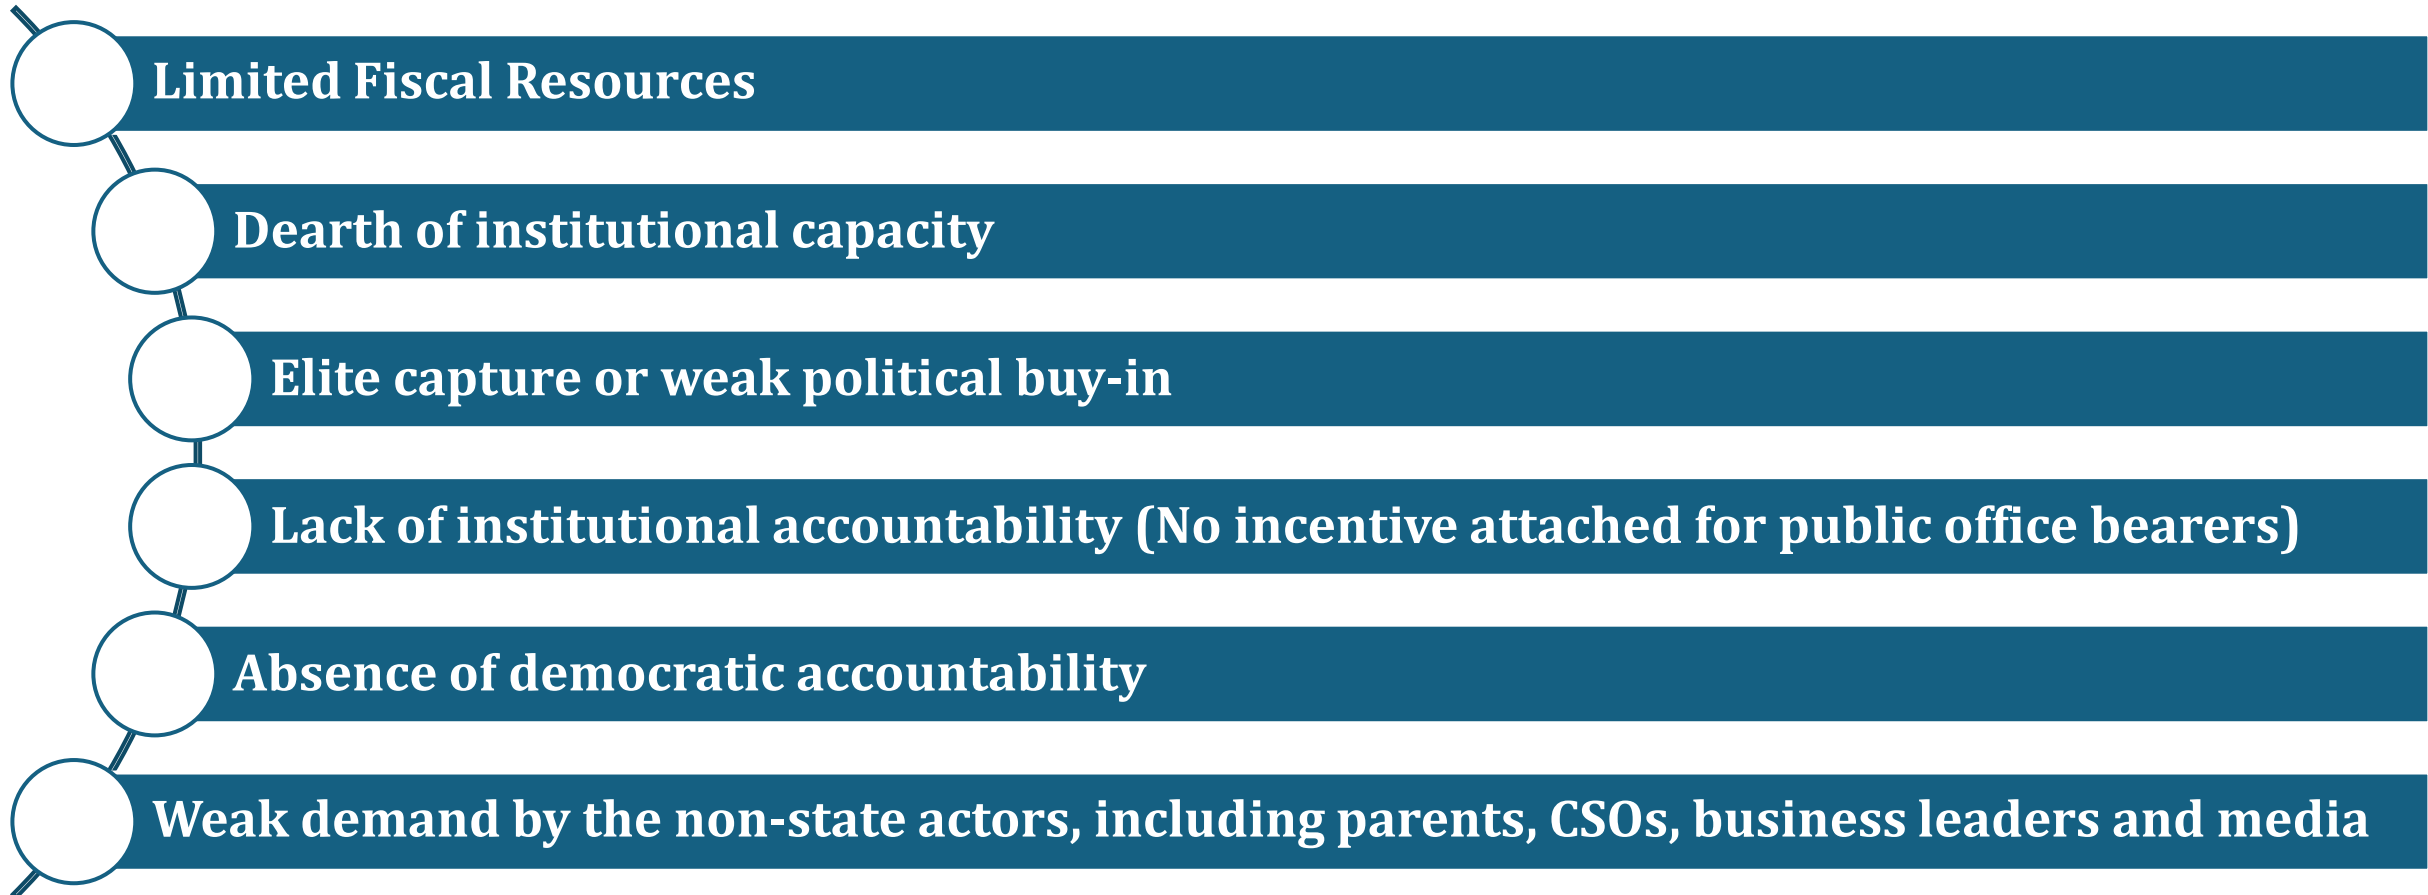 Limited Fiscal Resources
Dearth of institutional capacity
Elite capture or weak political buy-in
Lack of institutional accountability (No incentive attached for public office bearers)
Absence of democratic accountability
Weak demand by the non-state actors, including parents, CSOs, business leaders and media